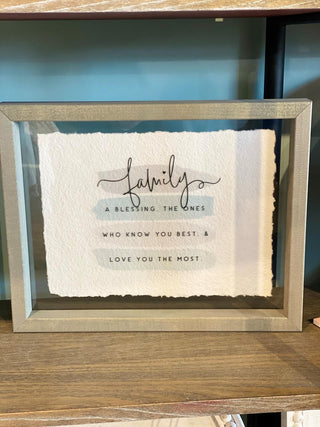 family
A BLESSING. THE ONES
WHO KNOW YOU BEST, &
LOVE YOU THE MOST.